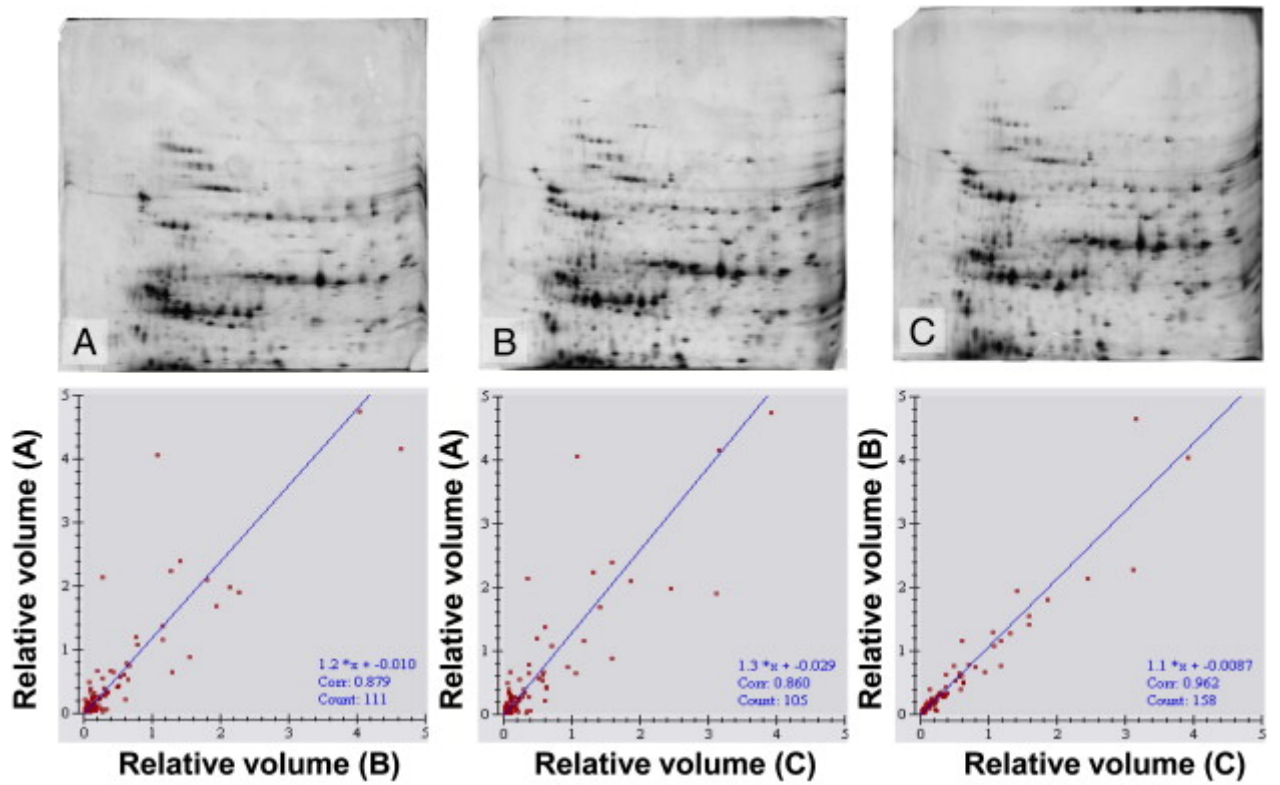 A
B
C
5
4
3
2
1
0
Relative volume (A)
1.2 *x + -0.010
Corr: 0.879
Count: 111
0 1 2 3 4 5
Relative volume (B)
5
4
3
2
1
0
Relative volume (A)
1.3 *x + -0.029
Corr: 0.860
Count: 105
0 1 2 3 4 5
Relative volume (C)
5
4
3
2
1
0
Relative volume (B)
1.1 *x + -0.0087
Corr: 0.962
Count: 158
0 1 2 3 4 5
Relative volume (C)